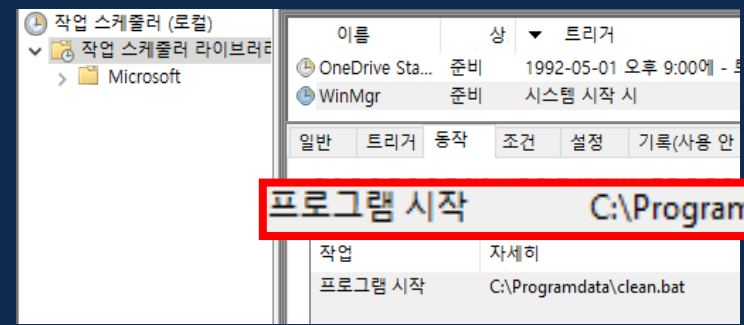 작업 스케줄러 (로컬)
작업 스케줄러 라이브러리
Microsoft
이름 상 트리거
OneDrive Sta... 준비 1992-05-01 오후 9:00에 -
WinMgr 준비 시스템 시작 시
일반 트리거 동작 조건 설정 기록(사용 안
프로그램 시작 C:\Program
작업 자세히
프로그램 시작 C:\Programdata\clean.bat